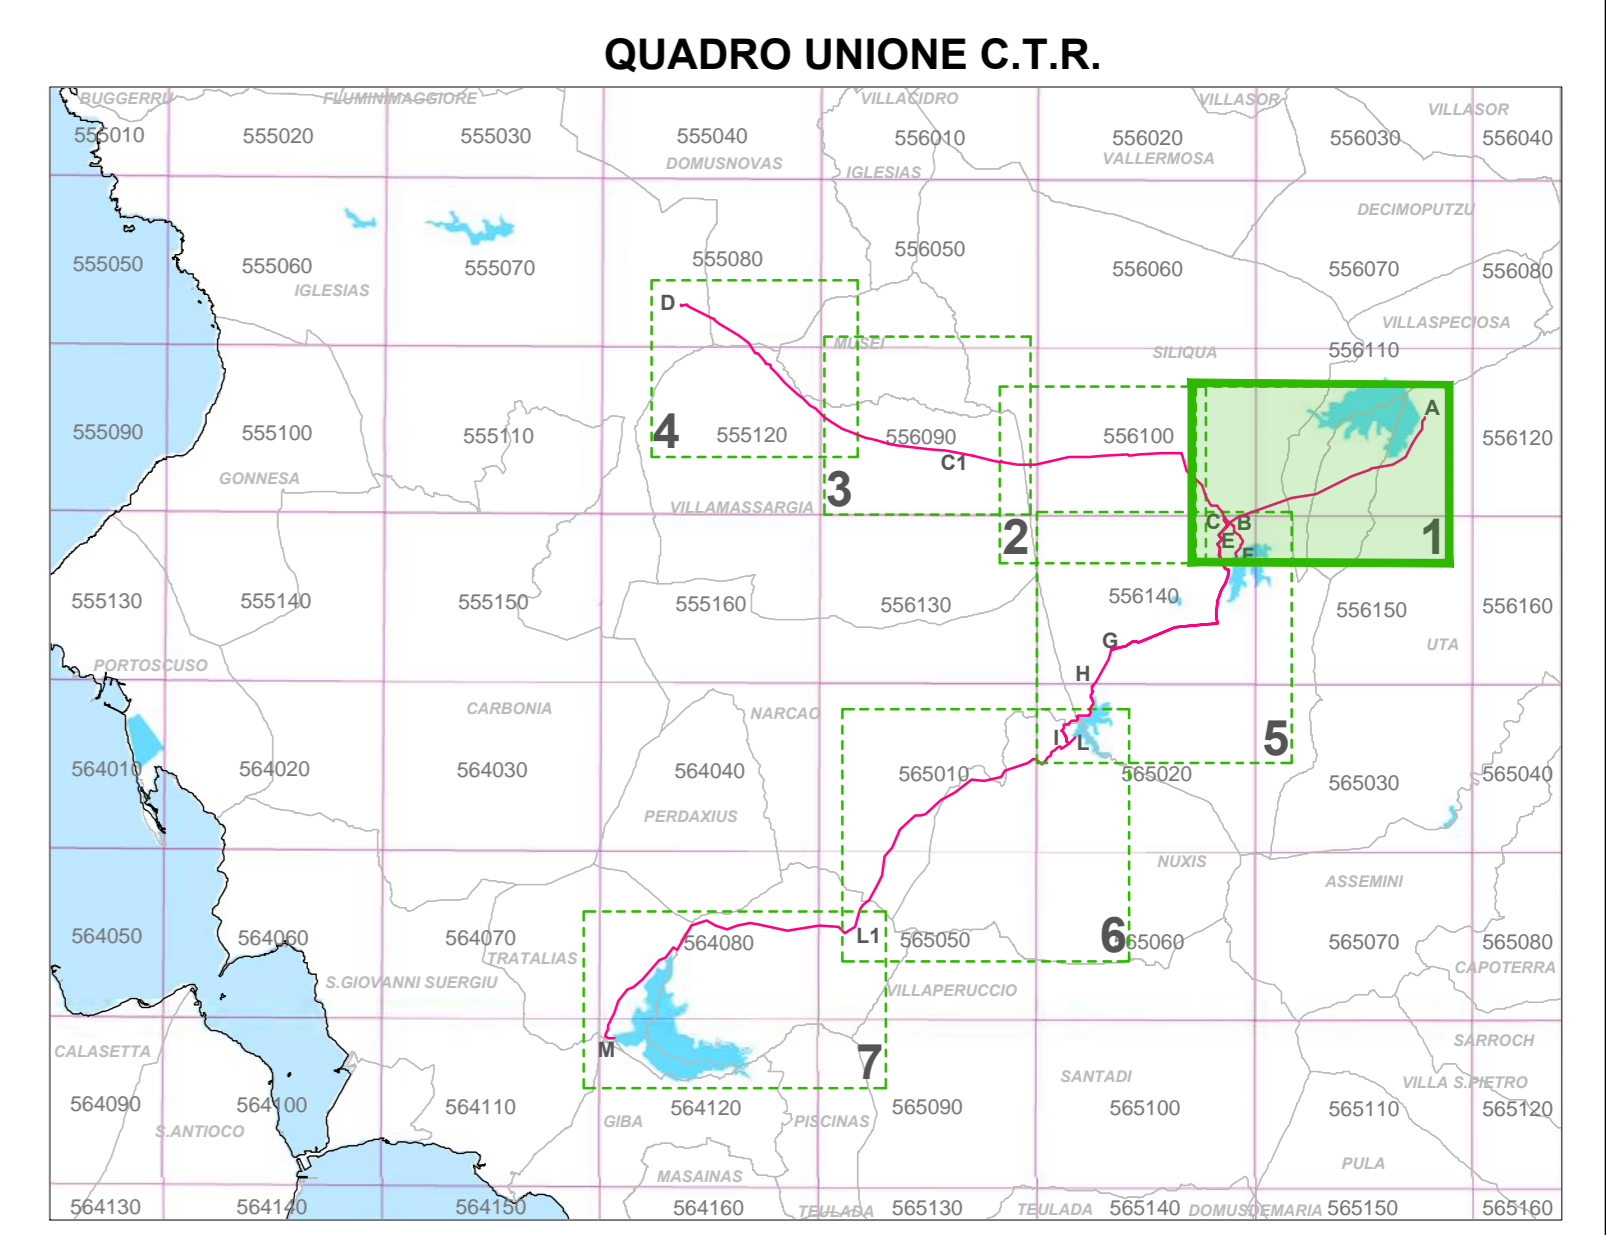 QUADRO UNIONE C.T.R.
BUGGERRU FLUMINIMAGGIORE VILLACIDRO VILLASOR VILLASOR
555010 555020 555030 555040 556010 556020 556030 556040
DOMUSNOVAS IGLESIAS VALLERMOSA
DECIMOPUTZU
555050 555060 555070 555080 556050 556060 556070 556080
IGLESIAS
D
MUSEI SILIQUA VILLASPECIOSA
556110
A
555090 555100 555110 4 555120 556090 C1 556100 556120
GONNESA VILLAMASSARGIA 3 2 C B E F 1
555130 555140 555150 555160 556130 556140 556150 556160
G UTA
PORTOSCUSO H
CARBONIA NARCAO I L 5
564010 564020 564030 564040 565010 565020 565030 565040
PERDAXIUS
NUXIS
ASSEMINI
564050 564060 564070 564080 L1 565050 6 565060 565070 565080
TRATALIAS CAPOTERRA
S.GIOVANNI SUERGIU VILLAPERUCCIO
CALASETTA M 7 SARROCH
SANTADI VILLA S.PIETRO
564090 564100 564110 564120 565090 565100 565110 565120
S.ANTIOCO GIBA PISCINAS
MASAINAS PULA
564130 564140 564150 564160 TEULADA 565130 TEULADA 565140 DOMUSDEMARIA 565150 565160